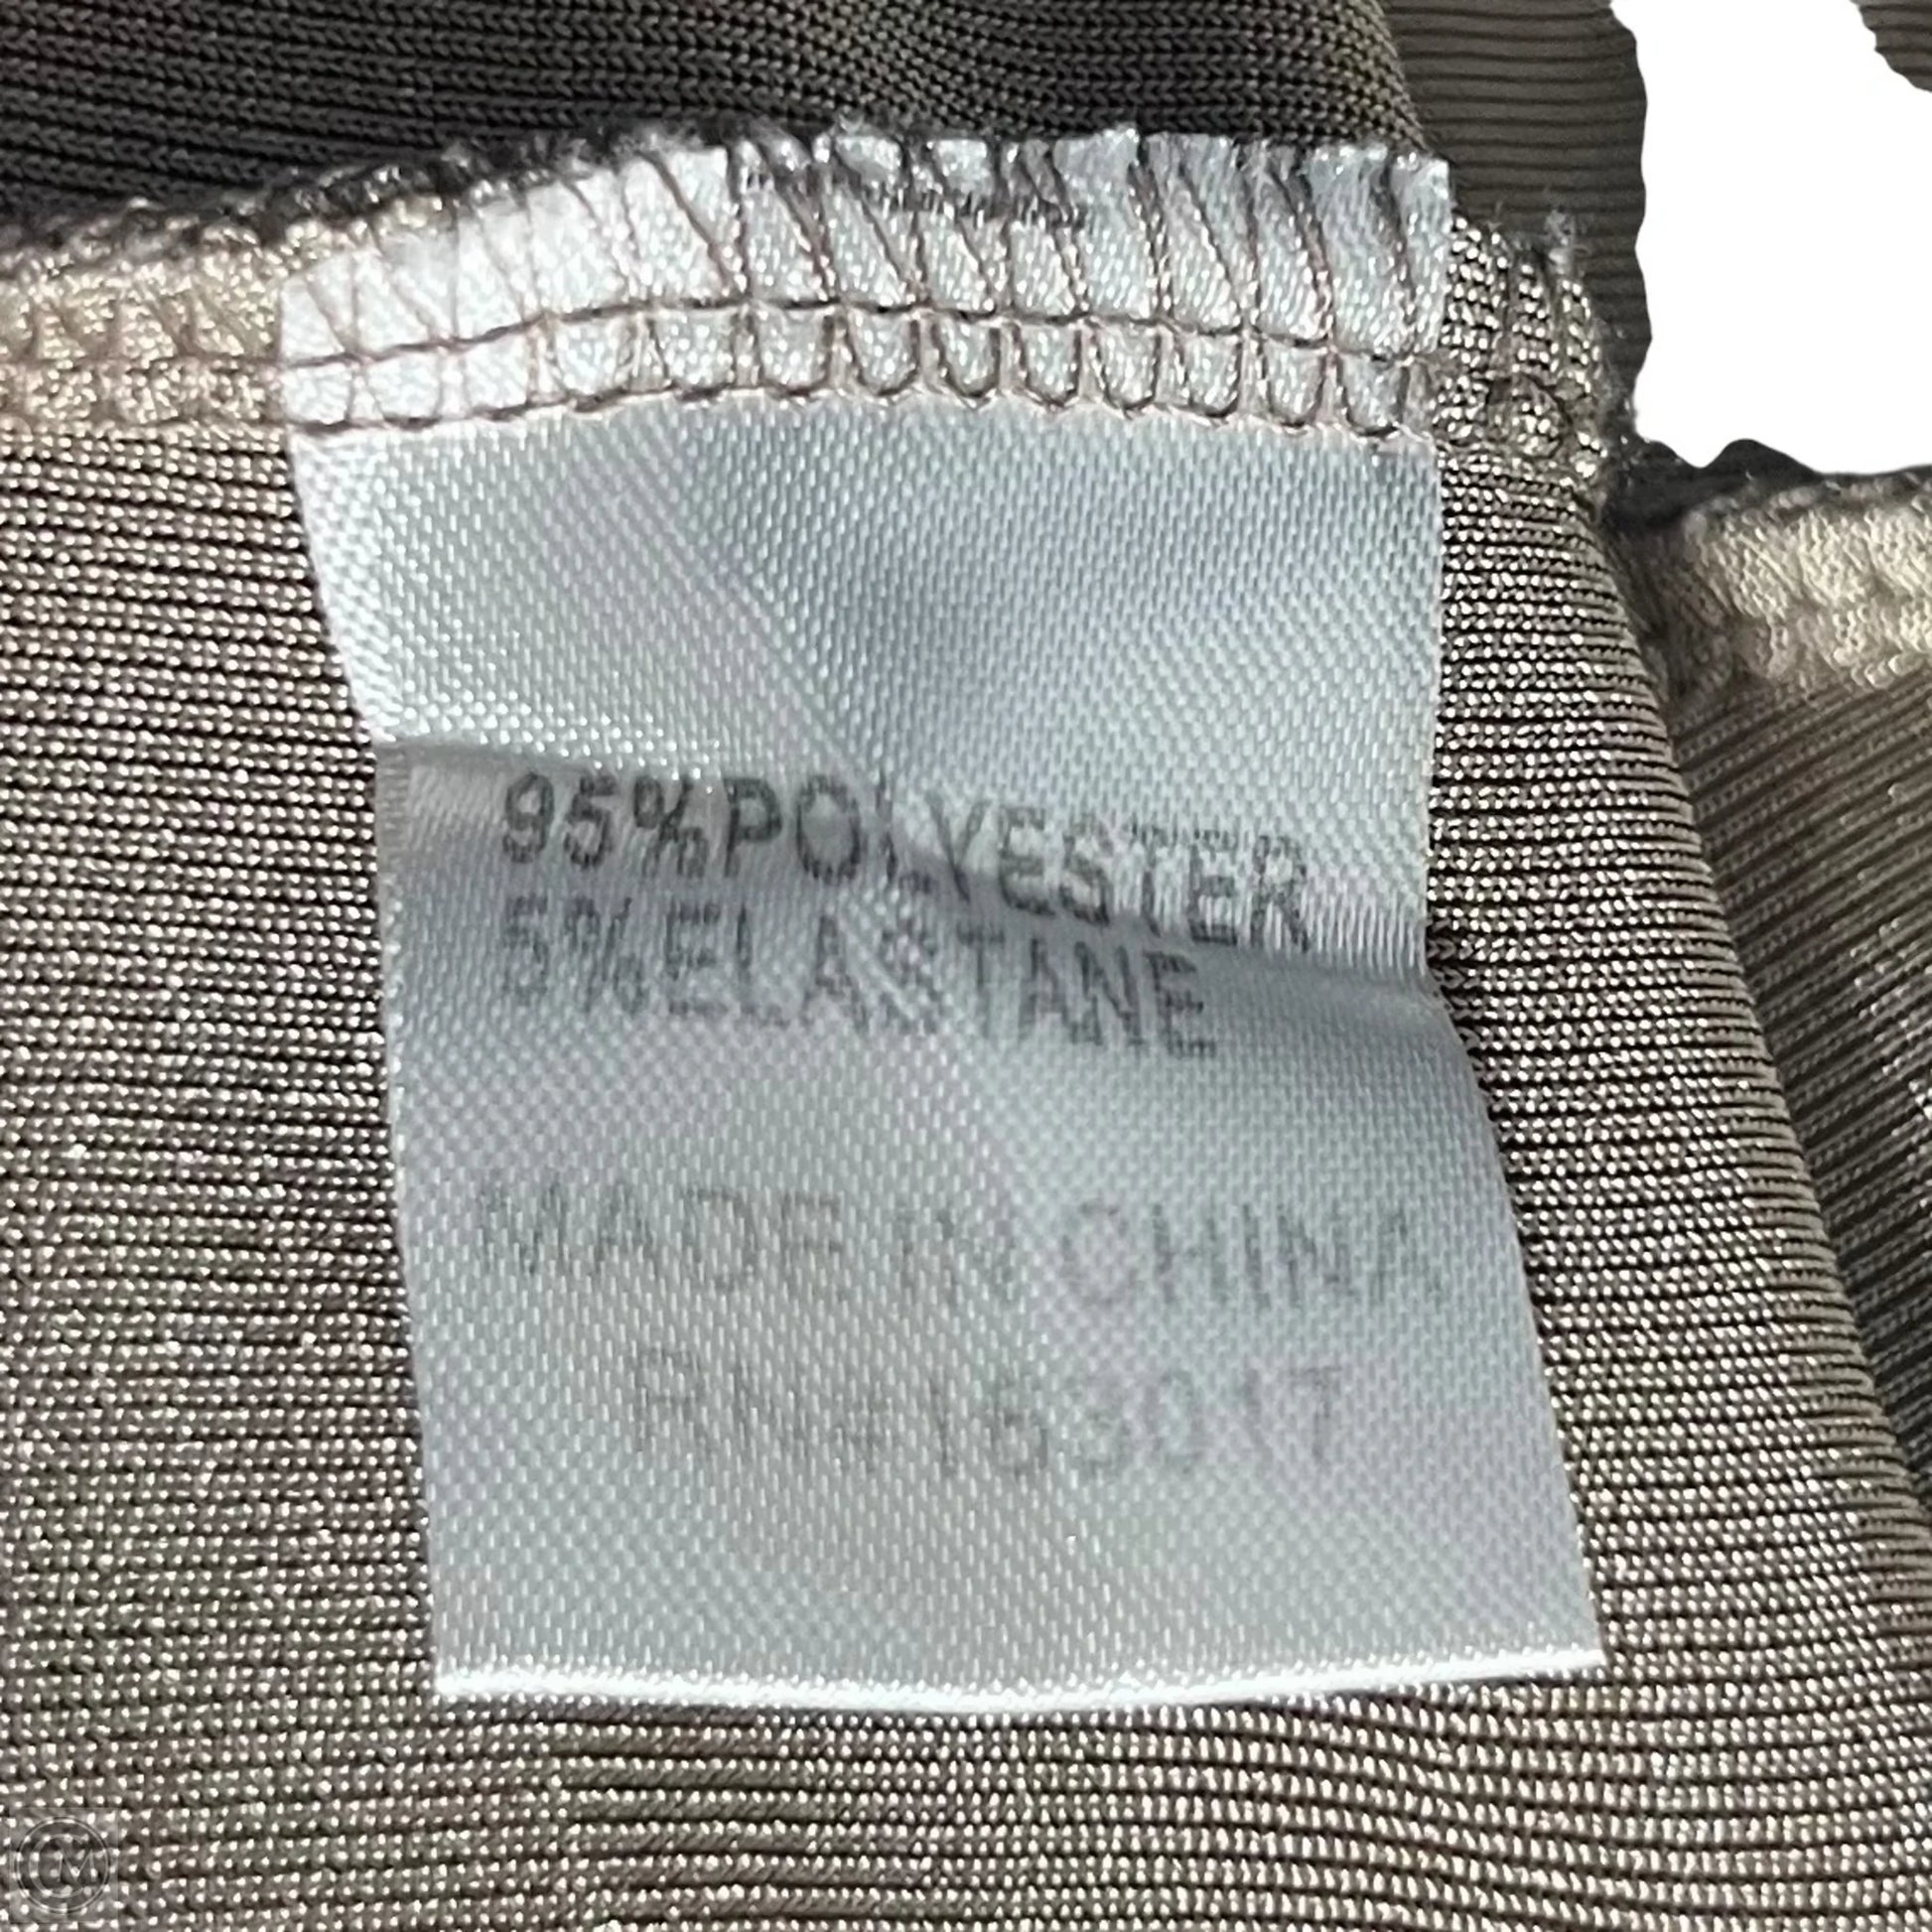 95%POLYESTER
5%ELASTANE
MADE IN CHINA